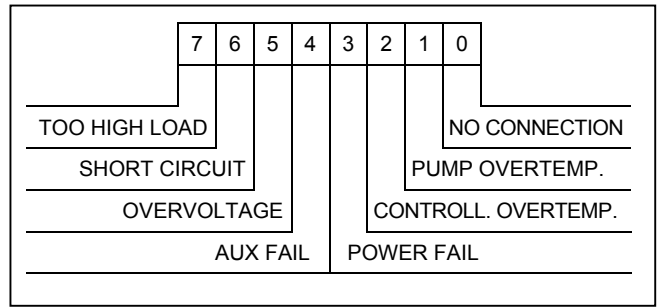 7 6 5 4 3 2 1 0
TOO HIGH LOAD NO CONNECTION
SHORT CIRCUIT PUMP OVERTEMP.
OVERVOLTAGE CONTROLL. OVERTEMP.
AUX FAIL POWER FAIL